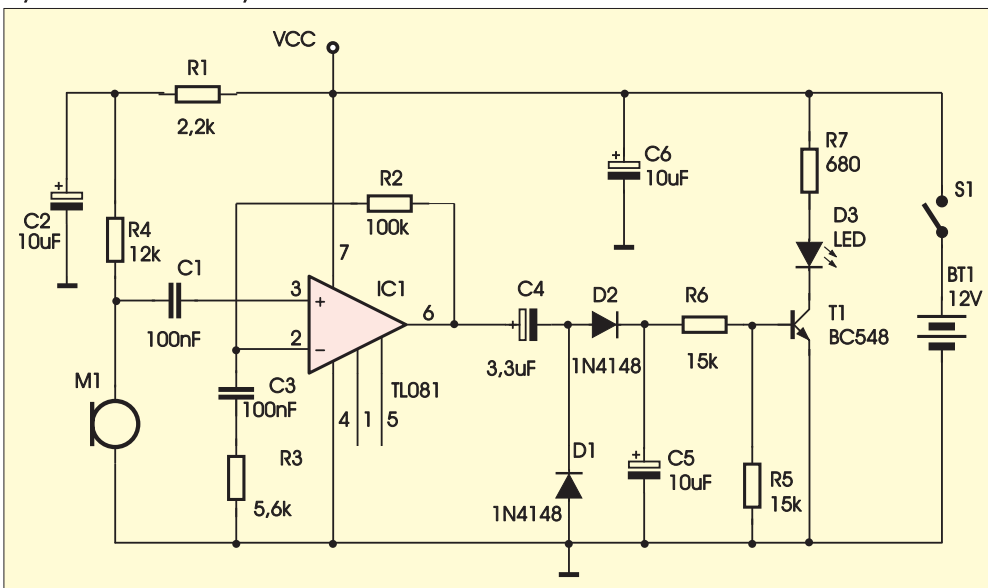 VCC
R1
2,2k
C2
10uF
R4
12k
C1
100nF
M1
R2
100k
7
3
+
2
−
IC1
6
TL081
4 1 5
C3
100nF
R3
5,6k
+
C4
3,3uF
D2
1N4148
D1
1N4148
+
C5
10uF
R6
15k
R5
15k
+
C6
10uF
R7
680
D3
LED
T1
BC548
S1
BT1
12V
+